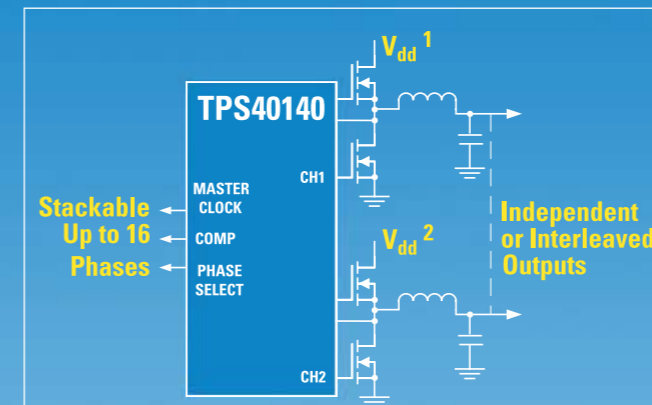 V_dd 1
TPS40140
CH1
MASTER
CLOCK
COMP
PHASE
SELECT
Stackable
Up to 16
Phases
Independent
or Interleaved
Outputs
V_dd 2
CH2